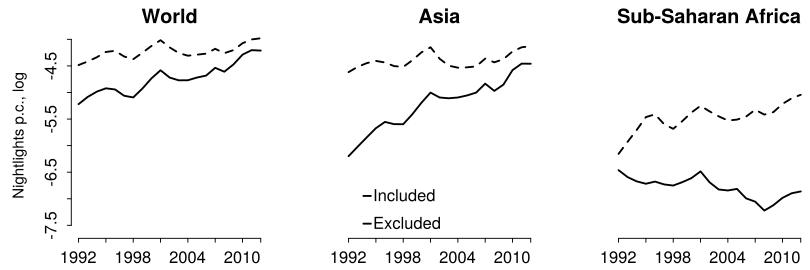 World
Asia
Sub-Saharan Africa
Nightlights p.c., log
-4.5
-5.5
-6.5
-7.5
Included
Excluded
1992 1998 2004 2010
1992 1998 2004 2010
1992 1998 2004 2010